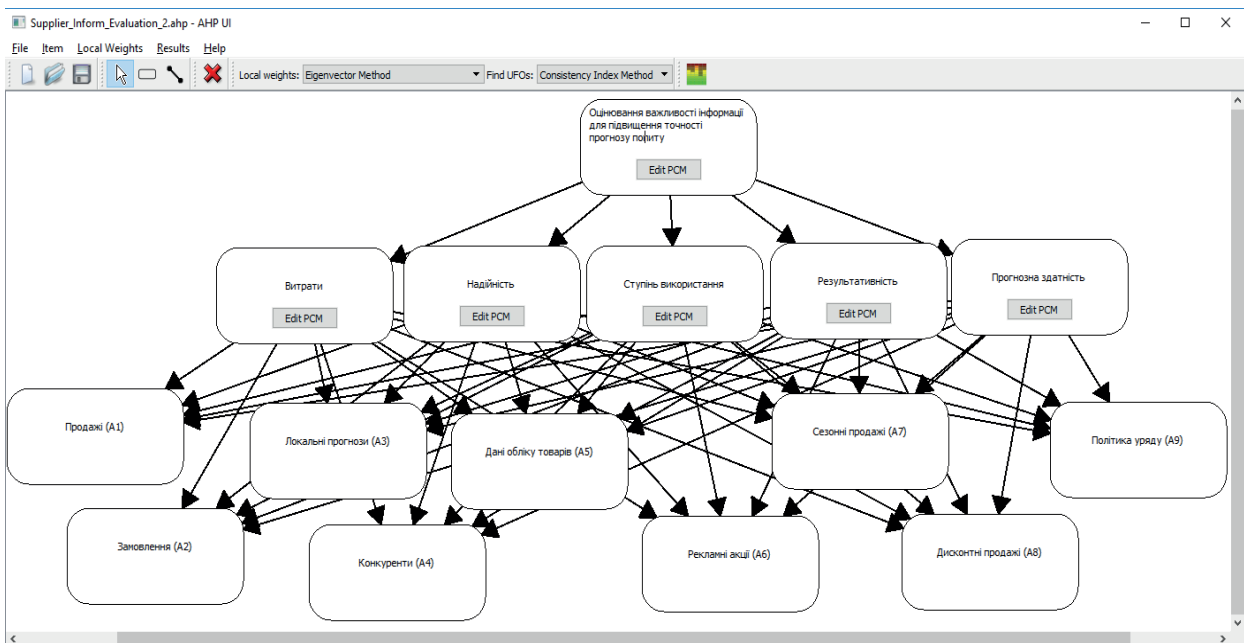 Supplier_Inform_Evaluation_2.ahp - AHP UI
File Item Local Weights Results Help
Local weights: Eigenvector Method Find UFOs: Consistency Index Method
Оцінювання важливості інформації
для підвищення точності
прогнозу попиту
Edit PCM
Витрати
Edit PCM
Надійність
Edit PCM
Ступінь використання
Edit PCM
Результативність
Edit PCM
Прогнозна здатність
Edit PCM
Продажі (A1)
Локальні прогнози (A3)
Дані обліку товарів (A5)
Сезонні продажі (A7)
Політика уряду (A9)
Замовлення (A2)
Конкуренти (A4)
Рекламні акції (A6)
Дисконтні продажі (A8)